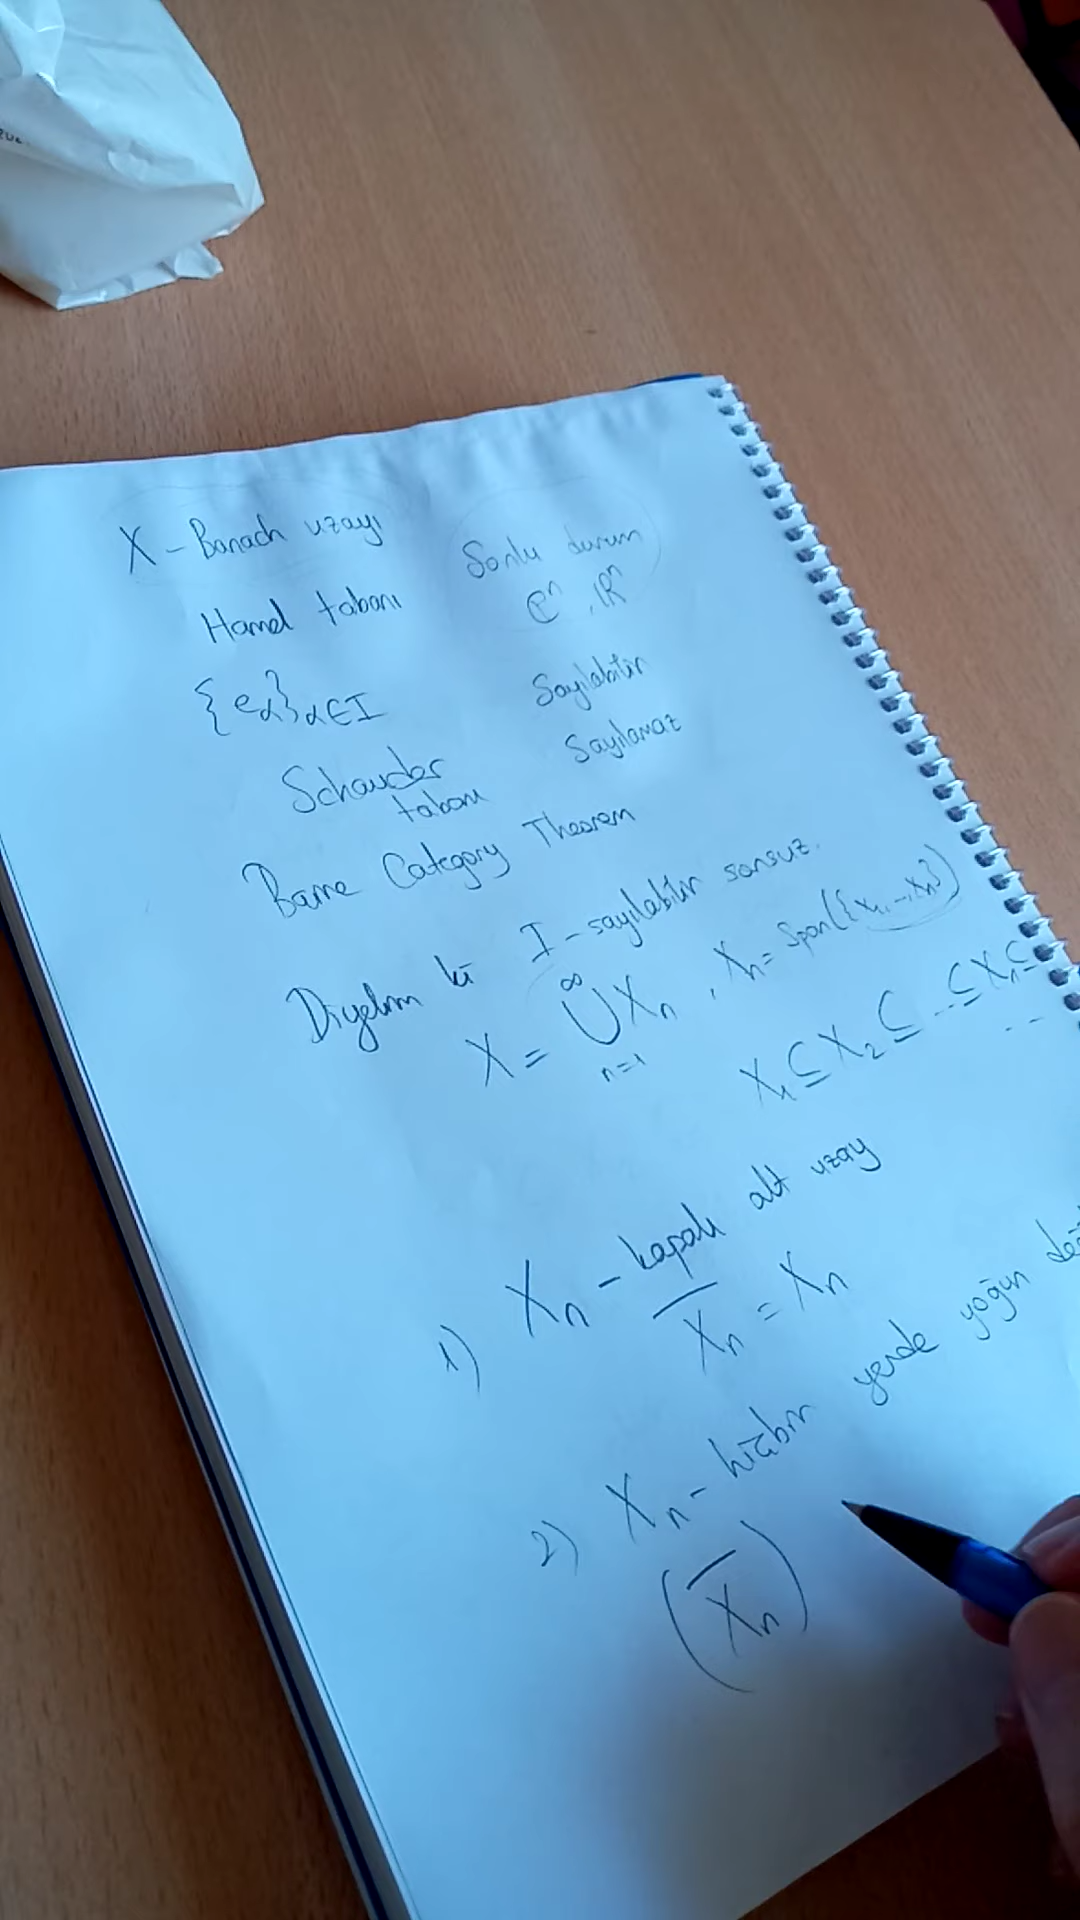 X - Banach uzayı
Sonlu durum
Hamel tabanı
ℂⁿ, ℝⁿ
{eα}α∈I
Sayılabilir
Sayılamaz
Schauder
tabanı
Baire Category Theorem
Diyelim ki I - sayılabilir sonsuz.
X = ⋃ₙ₌₁^∞ Xₙ, Xₙ = Span({x₁,...,xₙ})
X₁ ⊆ X₂ ⊆ ... ⊆ Xₙ ⊆
...
1) Xₙ - kapalı alt uzay
X̅ₙ = Xₙ
2) Xₙ - hiçbir yerde yoğun
(X̅ₙ)